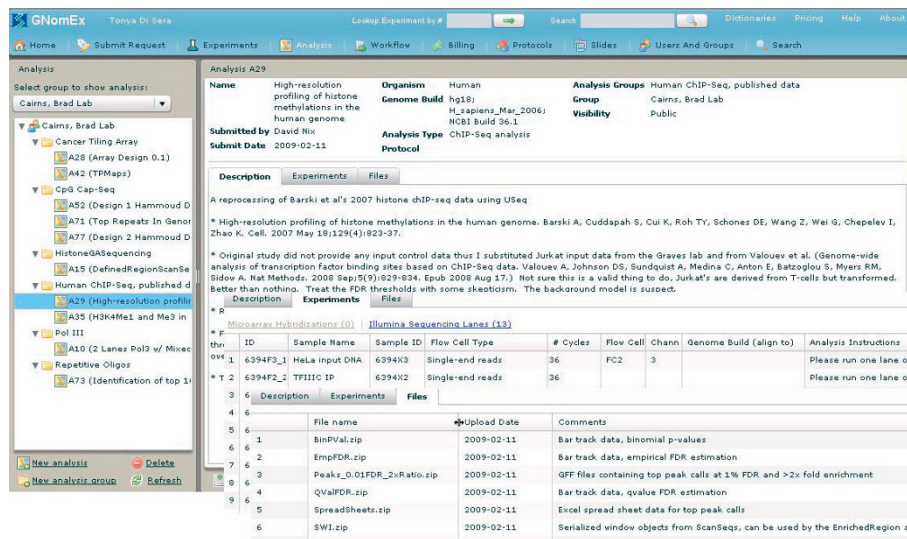 GNomEx Tonya Di Sera Lookup Experiment by # Search Dictionaries Pricing Help About
Home Submit Request Experiments Analysis Workflow Billing Protocols Slides Users And Groups Search
Analysis
Select group to show analysis:
Cairns, Brad Lab
Cairns, Brad Lab
Cancer Tiling Array
A28 (Array Design 0.1)
A42 (TPMaps)
CpG Cap-Seq
A52 (Design 1 Hammoud D
A71 (Top Repeats In Genor
A77 (Design 2 Hammoud D
HistoneGASequencing
A15 (DefinedRegionScanSe
Human ChIP-Seq, published d
A29 (High-resolution profilin
A35 (H3K4Me1 and Me3 in
Pol III
A10 (2 Lanes Pol3 w/ Mixec
Repetitive Oligos
A73 (Identification of top 1
New analysis Delete
New analysis group Refresh
Analysis A29
Name High-resolution profiling of histone methylations in the human genome
Submitted by David Nix
Submit Date 2009-02-11
Organism Human
Genome Build hg18; H_sapiens_Mar_2006; NCBI Build 36.1
Analysis Type ChIP-Seq analysis
Protocol
Analysis Groups Human ChIP-Seq, published data
Group Cairns, Brad Lab
Visibility Public
Description Experiments Files
A reprocessing of Barski et al's 2007 histone chIP-seq data using USeq
* High-resolution profiling of histone methylations in the human genome. Barski A, Cuddapah S, Cui K, Roh TY, Schones DE, Wang Z, Wei G, Chepelev I,
Zhao K. Cell. 2007 May 18;129(4):823-37.
* Original study did not provide any input control data thus I substituted Jurkat input data from the Graves lab and from Valouev et al. (Genome-wide
analysis of transcription factor binding sites based on ChIP-Seq data. Valouev A, Johnson DS, Sundquist A, Medina C, Anton E, Batzoglou S, Myers RM,
Sidow A. Nat Methods. 2008 Sep;5(9):829-834. Epub 2008 Aug 17.) Not sure this is a valid thing to do, Jurkat's are derived from T-cells but transformed.
Better than nothing. Treat the FDR thresholds with some skepticism. The background model is suspect.
* R
* F
thr
ove
* T
Description Experiments Files
Microarray Hybridizations (0) | Illumina Sequencing Lanes (13)
ID Sample Name Sample ID Flow Cell Type # Cycles Flow Cell Chann Genome Build (align to) Analysis Instructions
1 6394F3_1 HeLa input DNA 6394X3 Single-end reads 36 FC2 3 Please run one lane o
2 6394F2_2 TFIIIC IP 6394X2 Single-end reads 36 Please run one lane o
3 6
4 6
5 6
6 6
7 6
8 6
9 6
Description Experiments Files
File name Upload Date Comments
1 BinPVal.zip 2009-02-11 Bar track data, binomial p-values
2 EmpFDR.zip 2009-02-11 Bar track data, empirical FDR estimation
3 Peaks_0.01FDR_2xRatio.zip 2009-02-11 GFF files containing top peak calls at 1% FDR and >2x fold enrichment
4 QValFDR.zip 2009-02-11 Bar track data, qvalue FDR estimation
5 SpreadSheets.zip 2009-02-11 Excel spread sheet data for top peak calls
6 SWI.zip 2009-02-11 Serialized window objects from ScanSeqs, can be used by the EnrichedRegion